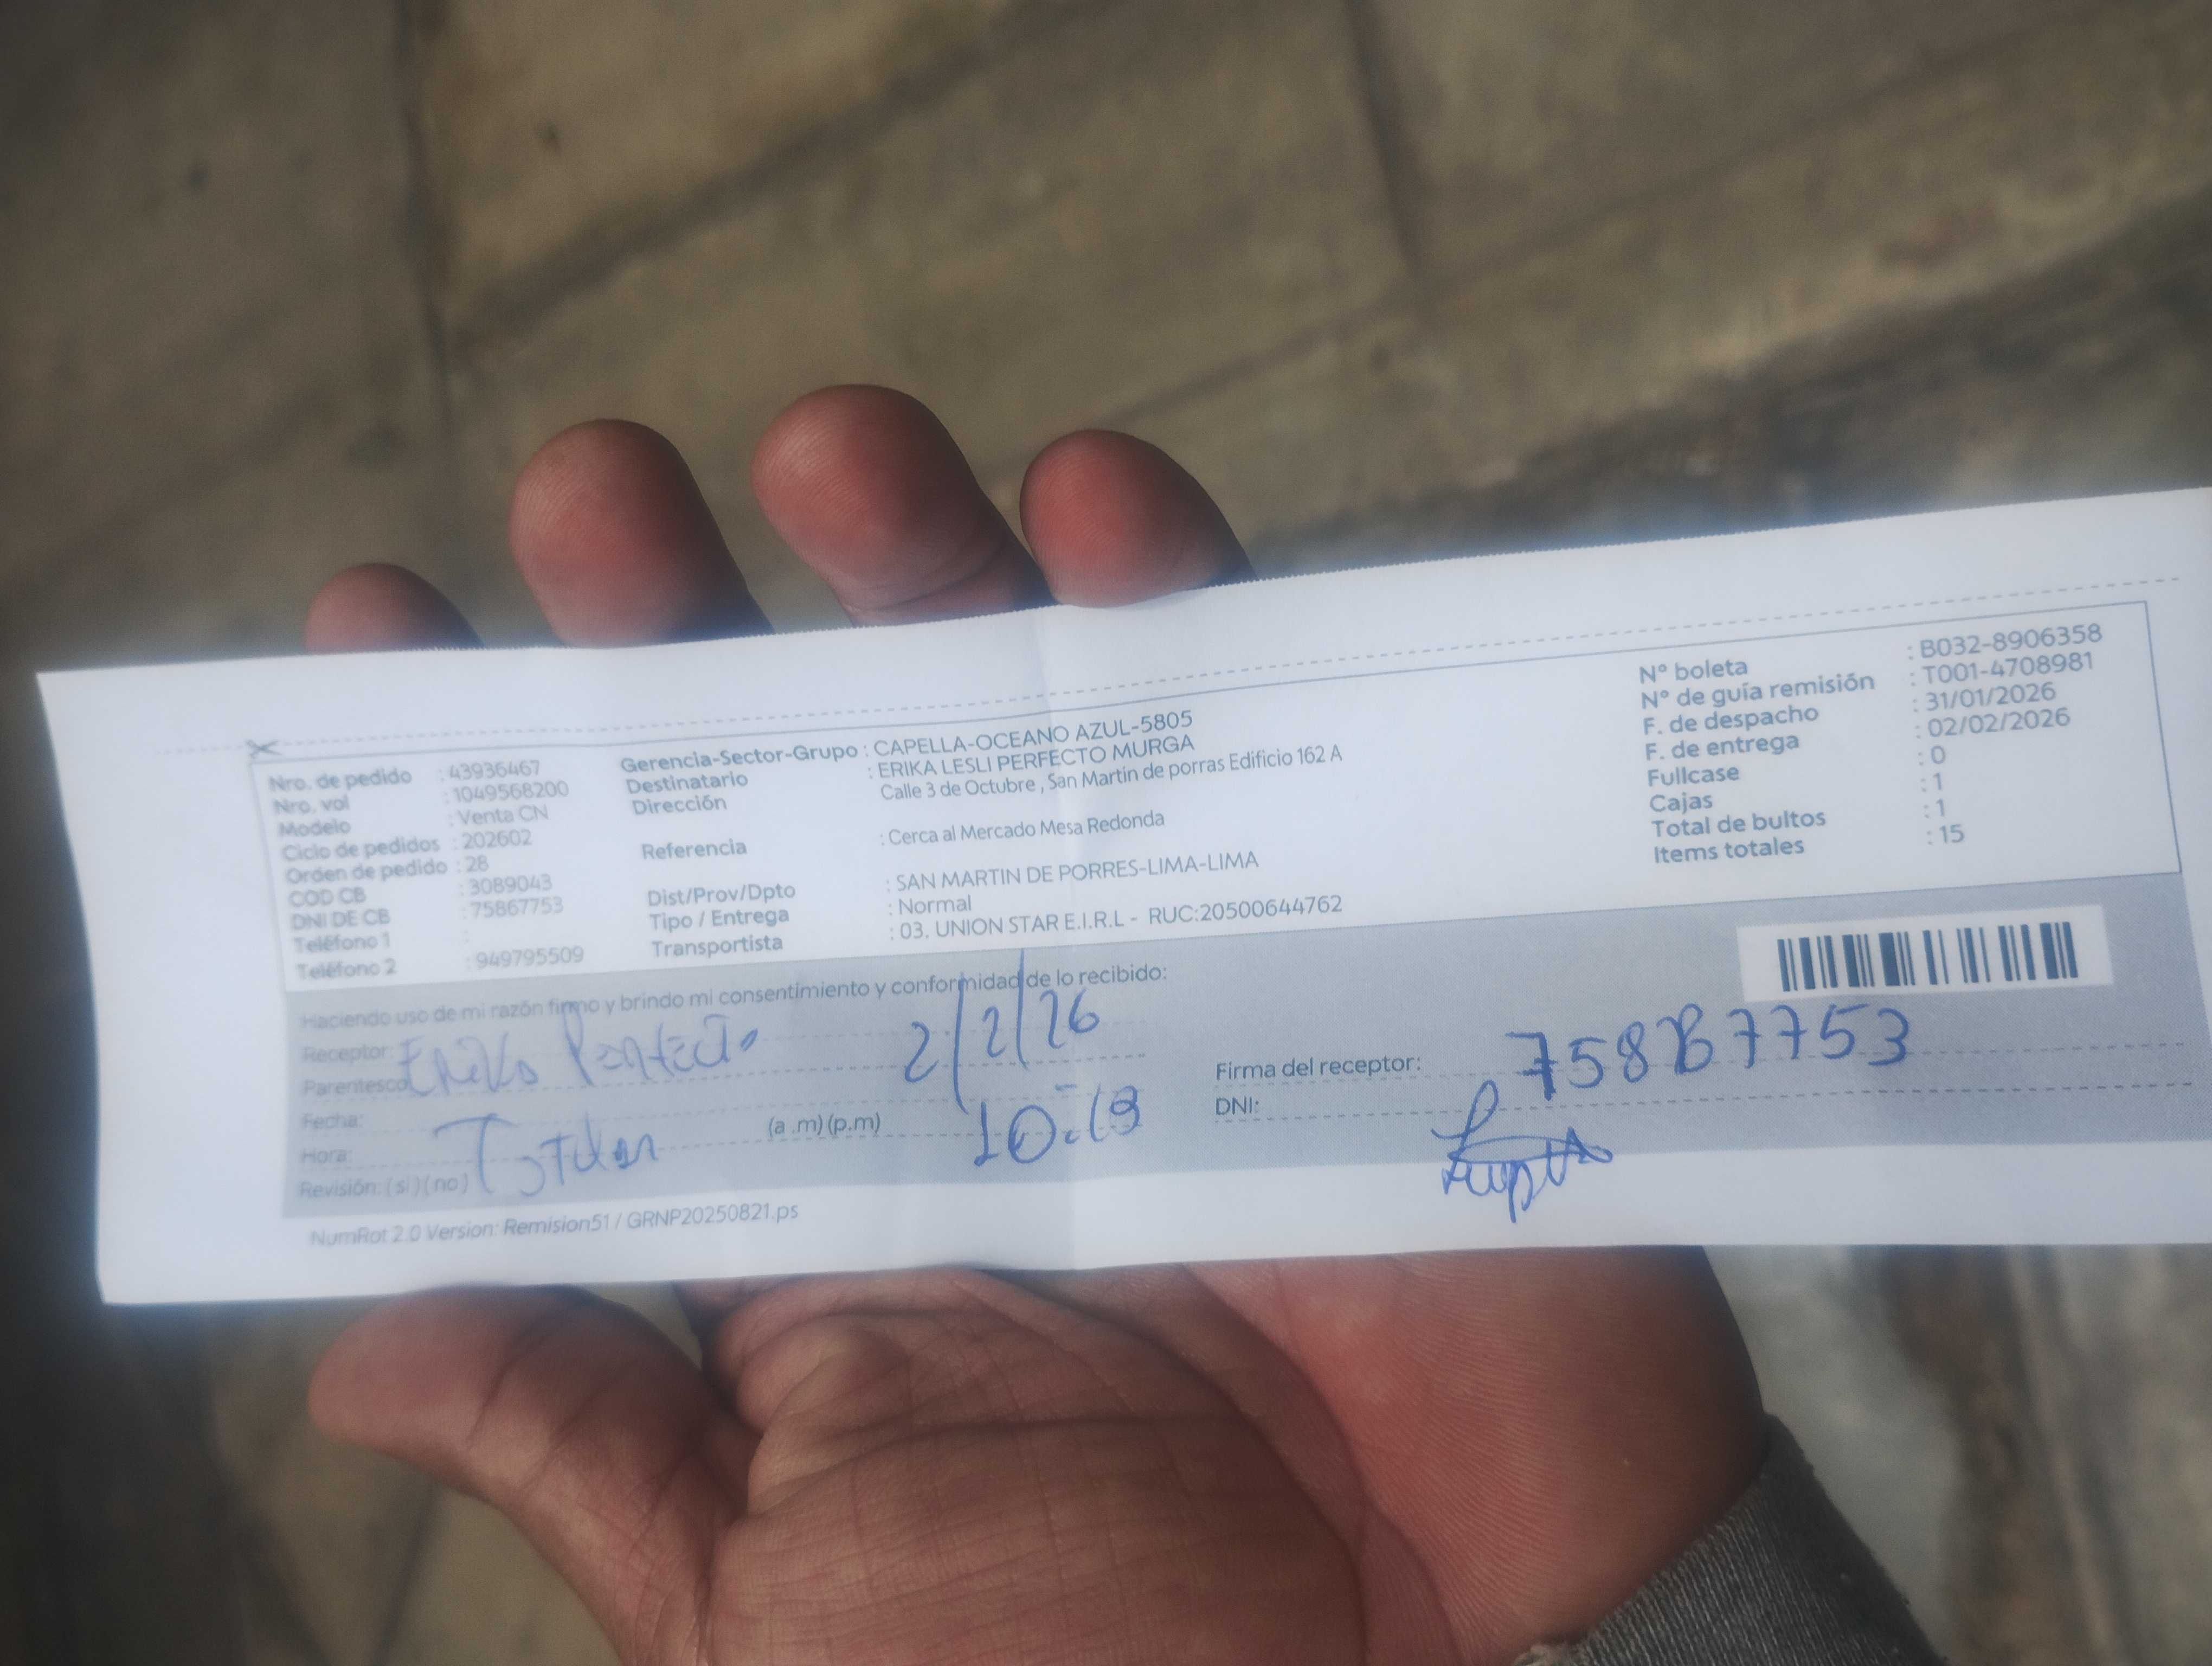 Nro. de pedido : 43936467
Nro. vol : 1049568200
Modelo : Venta CN
Ciclo de pedidos : 202602
Orden de pedido : 28
COD CB : 3089043
DNI DE CB : 75867753
Teléfono 1 :
Teléfono 2 : 949795509
Gerencia-Sector-Grupo : CAPELLA-OCEANO AZUL-5805
Destinatario : ERIKA LESLI PERFECTO MURGA
Dirección : Calle 3 de Octubre , San Martin de porras Edificio 162 A
Referencia : Cerca al Mercado Mesa Redonda
Dist/Prov/Dpto : SAN MARTIN DE PORRES-LIMA-LIMA
Tipo / Entrega : Normal
Transportista : 03. UNION STAR E.I.R.L - RUC:20500644762
N° boleta : B032-8906358
N° de guía remisión : T001-4708981
F. de despacho : 31/01/2026
F. de entrega : 02/02/2026
Fullcase : 0
Cajas : 1
Total de bultos : 1
Items totales : 15
Haciendo uso de mi razón firmo y brindo mi consentimiento y conformidad de lo recibido:
Receptor:
Parentesco: 2/2/26
Fecha:
Hora: (a .m) (p.m) 10:13
Revisión: ( si ) ( no )
Firma del receptor: 75867753
DNI:
NumRot 2.0 Version: Remision51 / GRNP20250821.ps